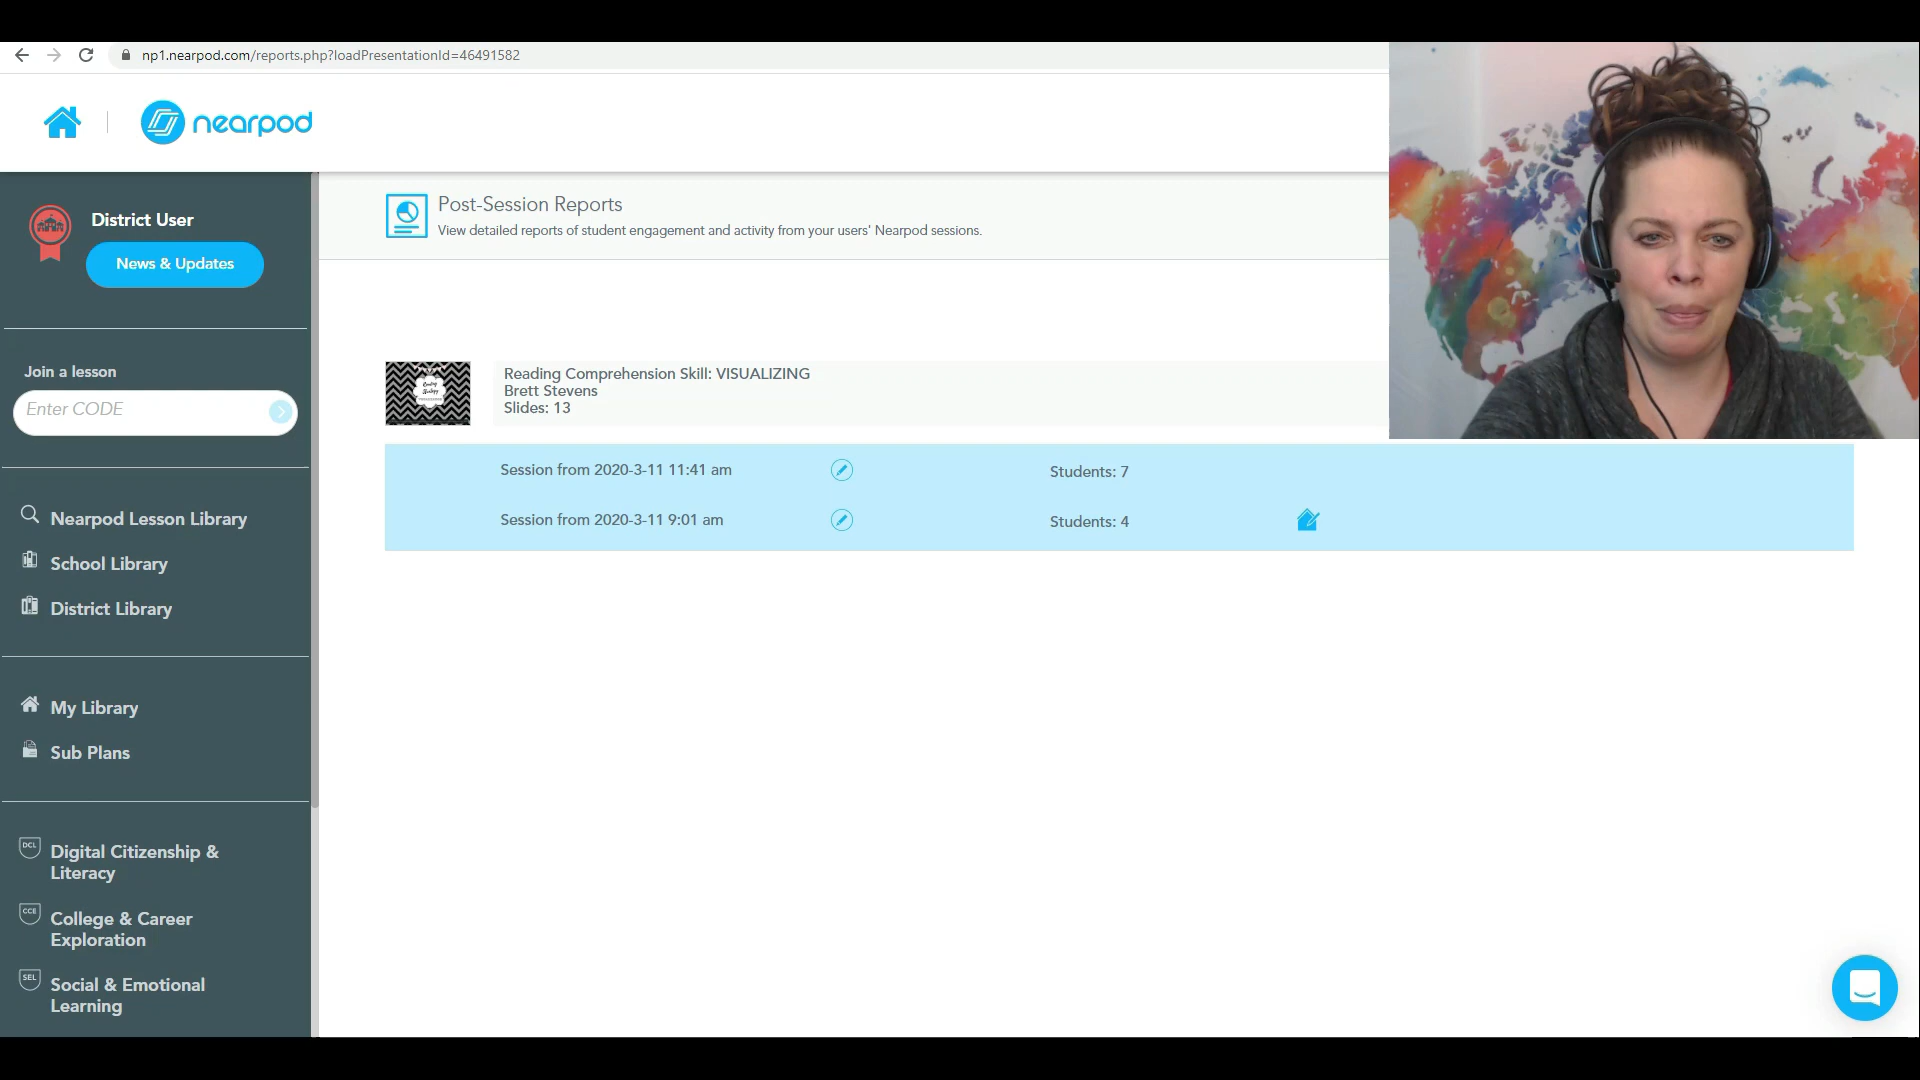 np1.nearpod.com/reports.php?loadPresentationId=46491582
nearpod
District User
News & Updates
Join a lesson
Enter CODE
Nearpod Lesson Library
School Library
District Library
My Library
Sub Plans
DCL
Digital Citizenship &
Literacy
CCE
College & Career
Exploration
SEL
Social & Emotional
Learning
Post-Session Reports
View detailed reports of student engagement and activity from your users' Nearpod sessions.
Reading Comprehension Skill: VISUALIZING
Brett Stevens
Slides: 13
Session from 2020-3-11 11:41 am
Students: 7
Session from 2020-3-11 9:01 am
Students: 4